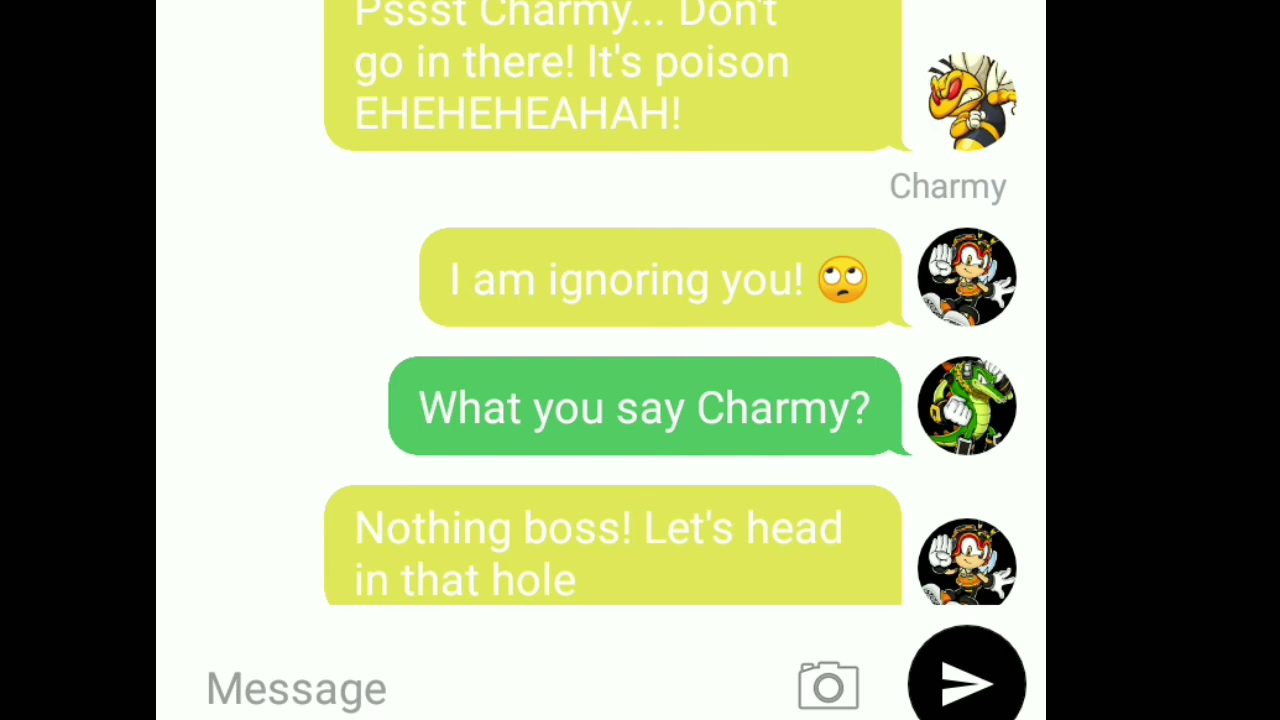 Pssst Charmy... Don't
go in there! It's poison
EHEHEHEAHAH!
Charmy
I am ignoring you! 🙄
What you say Charmy?
Nothing boss! Let's head
in that hole
Message